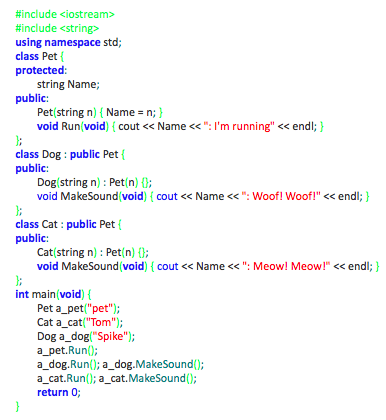 #include <iostream>
#include <string>
using namespace std;
class Pet {
protected:
string Name;
public:
Pet(string n) { Name = n; }
void Run(void) { cout << Name << ": I'm running" << endl; }
};
class Dog : public Pet {
public:
Dog(string n) : Pet(n) {};
void MakeSound(void) { cout << Name << ": Woof! Woof!" << endl; }
};
class Cat : public Pet {
public:
Cat(string n) : Pet(n) {};
void MakeSound(void) { cout << Name << ": Meow! Meow!" << endl; }
};
int main(void) {
Pet a_pet("pet");
Cat a_cat("Tom");
Dog a_dog("Spike");
a_pet.Run();
a_dog.Run(); a_dog.MakeSound();
a_cat.Run(); a_cat.MakeSound();
return 0;
}